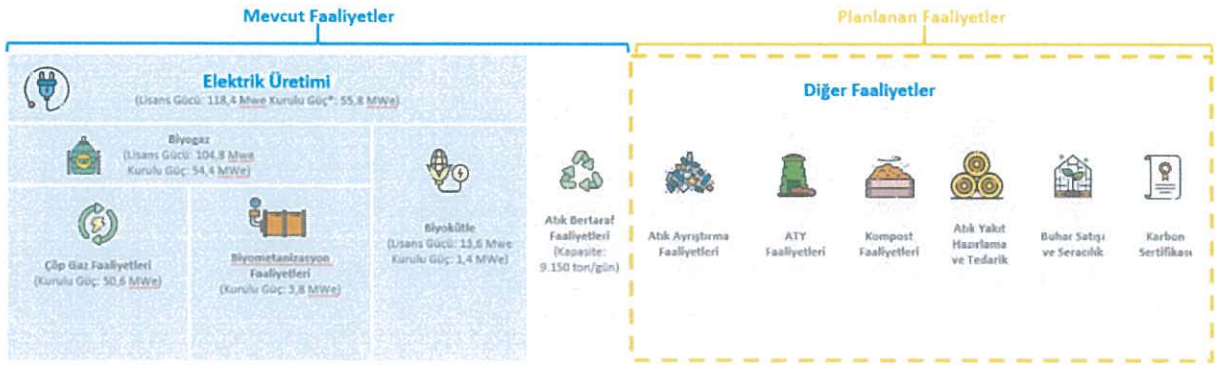 Mevcut Faaliyetler
Planlanan Faaliyetler
Elektrik Üretimi
(Lisans Gücü: 118,4 Mwe Kurulu Güç*: 55,8 MWe)
Biyogaz
(Lisans Gücü: 104,8 Mwe
Kurulu Güç: 54,4 MWe)
Çöp Gaz Faaliyetleri
(Kurulu Güç: 50,6 MWe)
Biyometanizasyon
Faaliyetleri
(Kurulu Güç: 3,8 MWe)
Biyokütle
(Lisans Gücü: 13,6 Mwe
Kurulu Güç: 1,4 MWe)
Atık Bertaraf
Faaliyetleri
(Kapasite:
9.150 ton/gün)
Diğer Faaliyetler
Atık Ayrıştırma
Faaliyetleri
ATY
Faaliyetleri
Kompost
Faaliyetleri
Atık Yakıt
Hazırlama
ve Tedarik
Buhar Satışı
ve Seracılık
Karbon
Sertifikası